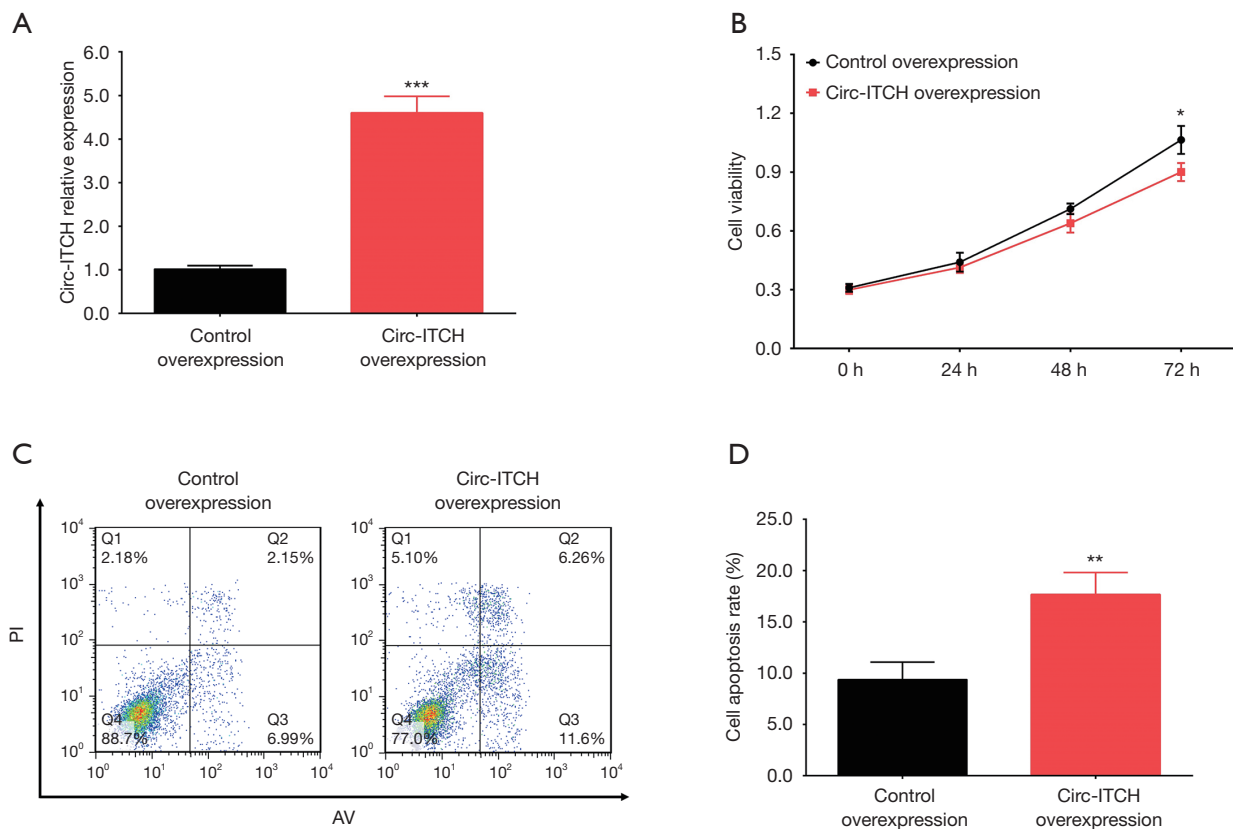 A
Circ-ITCH relative expression
6.0
5.0
4.0
3.0
2.0
1.0
0.0
***
Control
overexpression
Circ-ITCH
overexpression
B
Cell viability
1.5
1.2
0.9
0.6
0.3
0.0
Control overexpression
Circ-ITCH overexpression
*
0 h
24 h
48 h
72 h
C
Control
overexpression
Circ-ITCH
overexpression
PI
10⁴
10³
10²
10¹
10⁰
Q1
2.18%
Q2
2.15%
Q4
88.7%
Q3
6.99%
10⁰
10¹
10²
10³
10⁴
10⁴
10³
10²
10¹
10⁰
Q1
5.10%
Q2
6.26%
Q4
77.0%
Q3
11.6%
10⁰
10¹
10²
10³
10⁴
AV
D
Cell apoptosis rate (%)
25.0
20.0
15.0
10.0
5.0
0.0
**
Control
overexpression
Circ-ITCH
overexpression